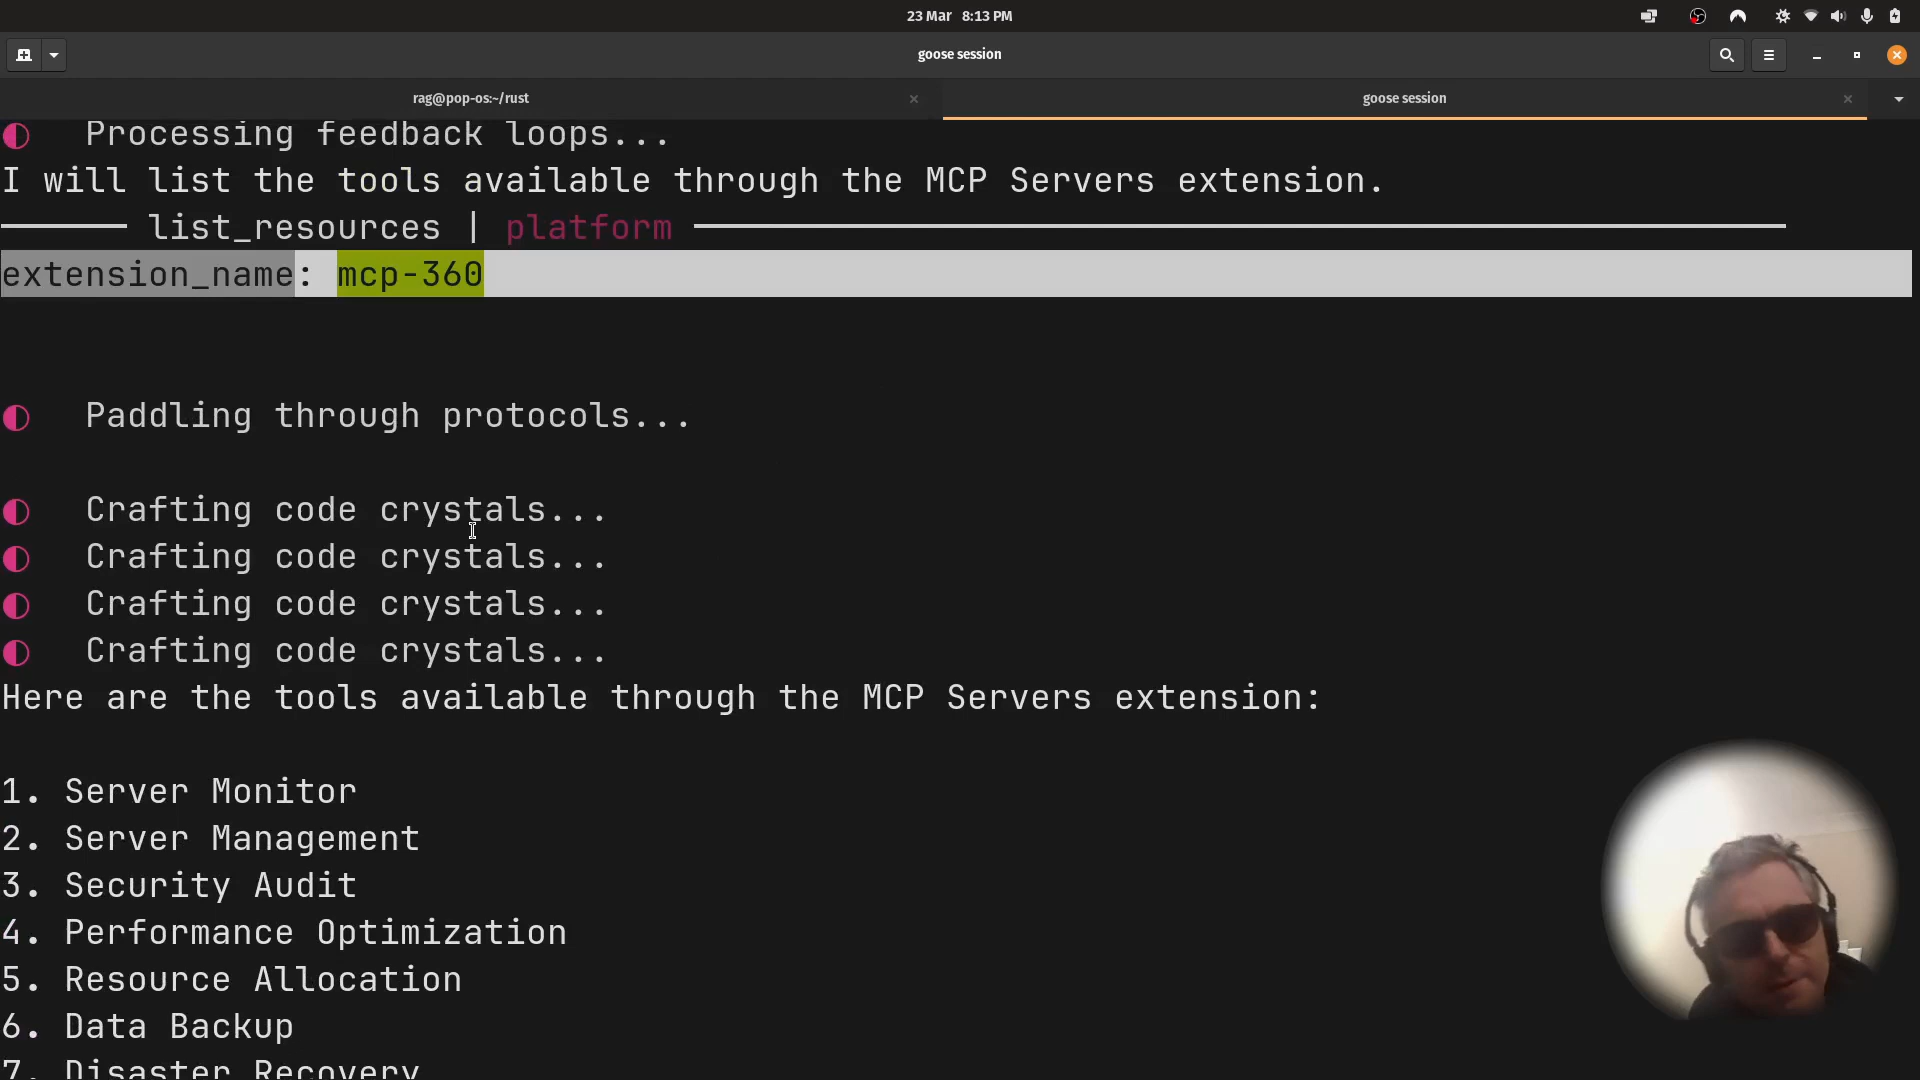 23 Mar 8:13 PM
goose session
rag@pop-os:~/rust
goose session
Processing feedback loops...
I will list the tools available through the MCP Servers extension.
list_resources | platform
extension_name: mcp-360
Paddling through protocols...
Crafting code crystals...
Crafting code crystals...
Crafting code crystals...
Crafting code crystals...
Here are the tools available through the MCP Servers extension:
1. Server Monitor
2. Server Management
3. Security Audit
4. Performance Optimization
5. Resource Allocation
6. Data Backup
7. Disaster Recovery